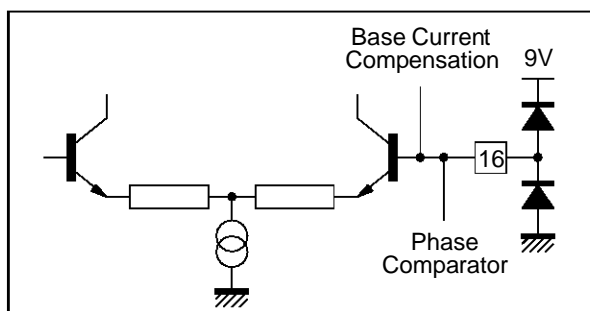 Base Current
Compensation
9V
16
Phase
Comparator